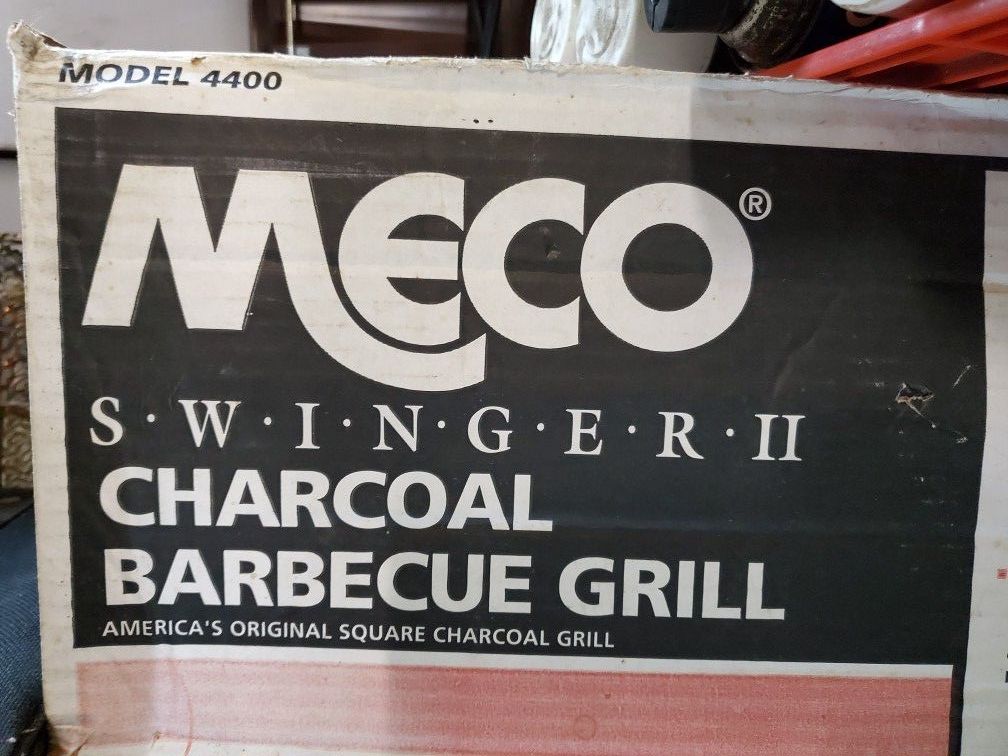 MODEL 4400
MECO®
S·W·I·N·G·E·R·II
CHARCOAL
BARBECUE GRILL
AMERICA'S ORIGINAL SQUARE CHARCOAL GRILL